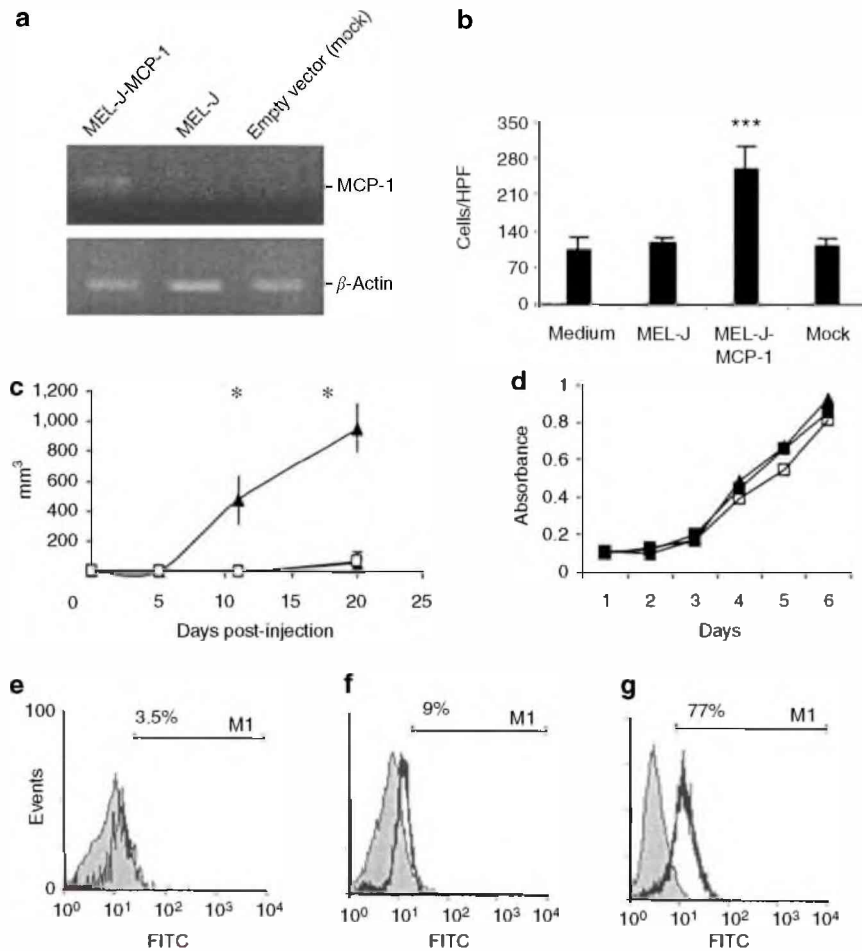 a
MEL-J-MCP-1
MEL-J
Empty vector (mock)
MCP-1
β-Actin
b
Cells/HPF
350
280
210
140
70
0
***
Medium
MEL-J
MEL-J-
MCP-1
Mock
c
mm³
1,200
1,000
800
600
400
200
0
5
10
15
20
25
*
*
Days post-injection
d
Absorbance
1
0.8
0.6
0.4
0.2
0
1
2
3
4
5
6
Days
e
100
Events
0
3.5%
M1
10⁰
10¹
10²
10³
10⁴
FITC
f
9%
M1
10⁰
10¹
10²
10³
10⁴
FITC
g
77%
M1
10⁰
10¹
10²
10³
10⁴
FITC